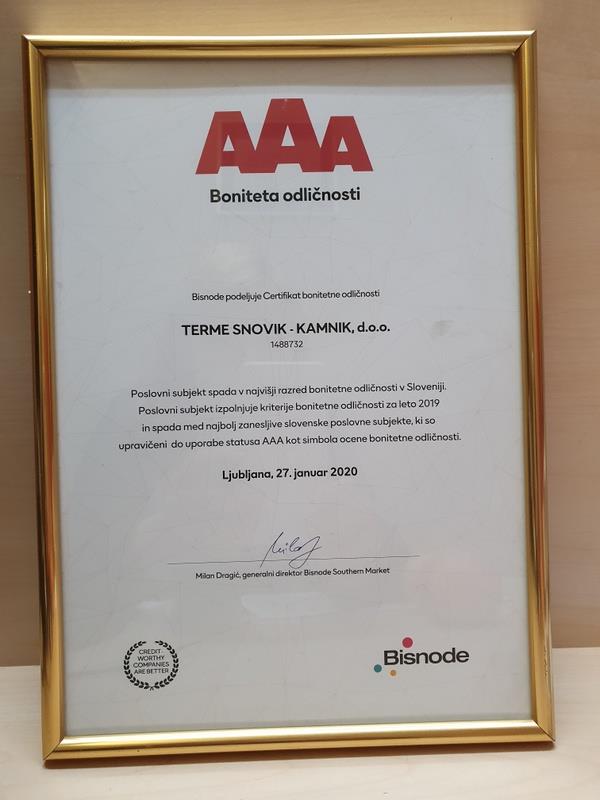 AAA
Boniteta odličnosti
Bisnode podeljuje Certifikat bonitetne odličnosti
TERME SNOVIK - KAMNIK, d.o.o.
1488732
Poslovni subjekt spada v najvišji razred bonitetne odličnosti v Sloveniji.
Poslovni subjekt izpolnjuje kriterije bonitetne odličnosti za leto 2019
in spada med najbolj zanesljive slovenske poslovne subjekte, ki so
upravičeni do uporabe statusa AAA kot simbola ocene bonitetne odličnosti.
Ljubljana, 27. januar 2020
Milan Dragić, generalni direktor Bisnode Southern Market
CREDIT-
WORTHY
COMPANIES
ARE BETTER
Bisnode